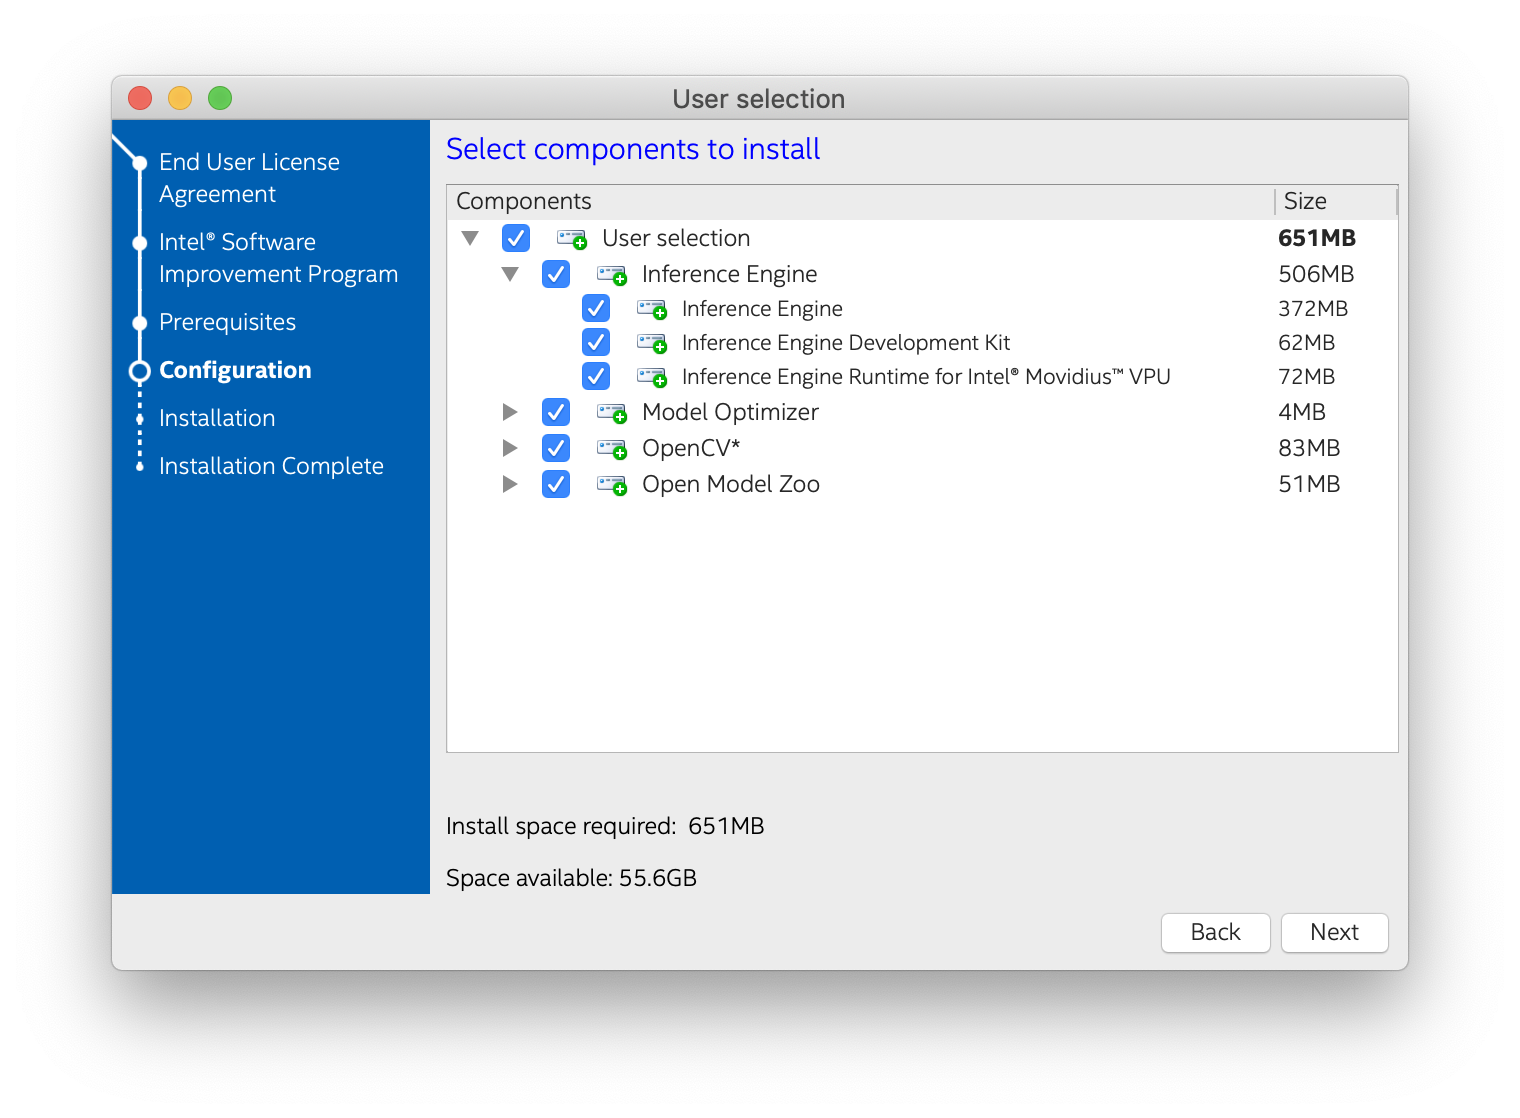 User selection
End User License
Agreement
Intel® Software
Improvement Program
Prerequisites
Configuration
Installation
Installation Complete
Select components to install
Components Size
User selection 651MB
Inference Engine 506MB
Inference Engine 372MB
Inference Engine Development Kit 62MB
Inference Engine Runtime for Intel® Movidius™ VPU 72MB
Model Optimizer 4MB
OpenCV* 83MB
Open Model Zoo 51MB
Install space required: 651MB
Space available: 55.6GB
Back Next